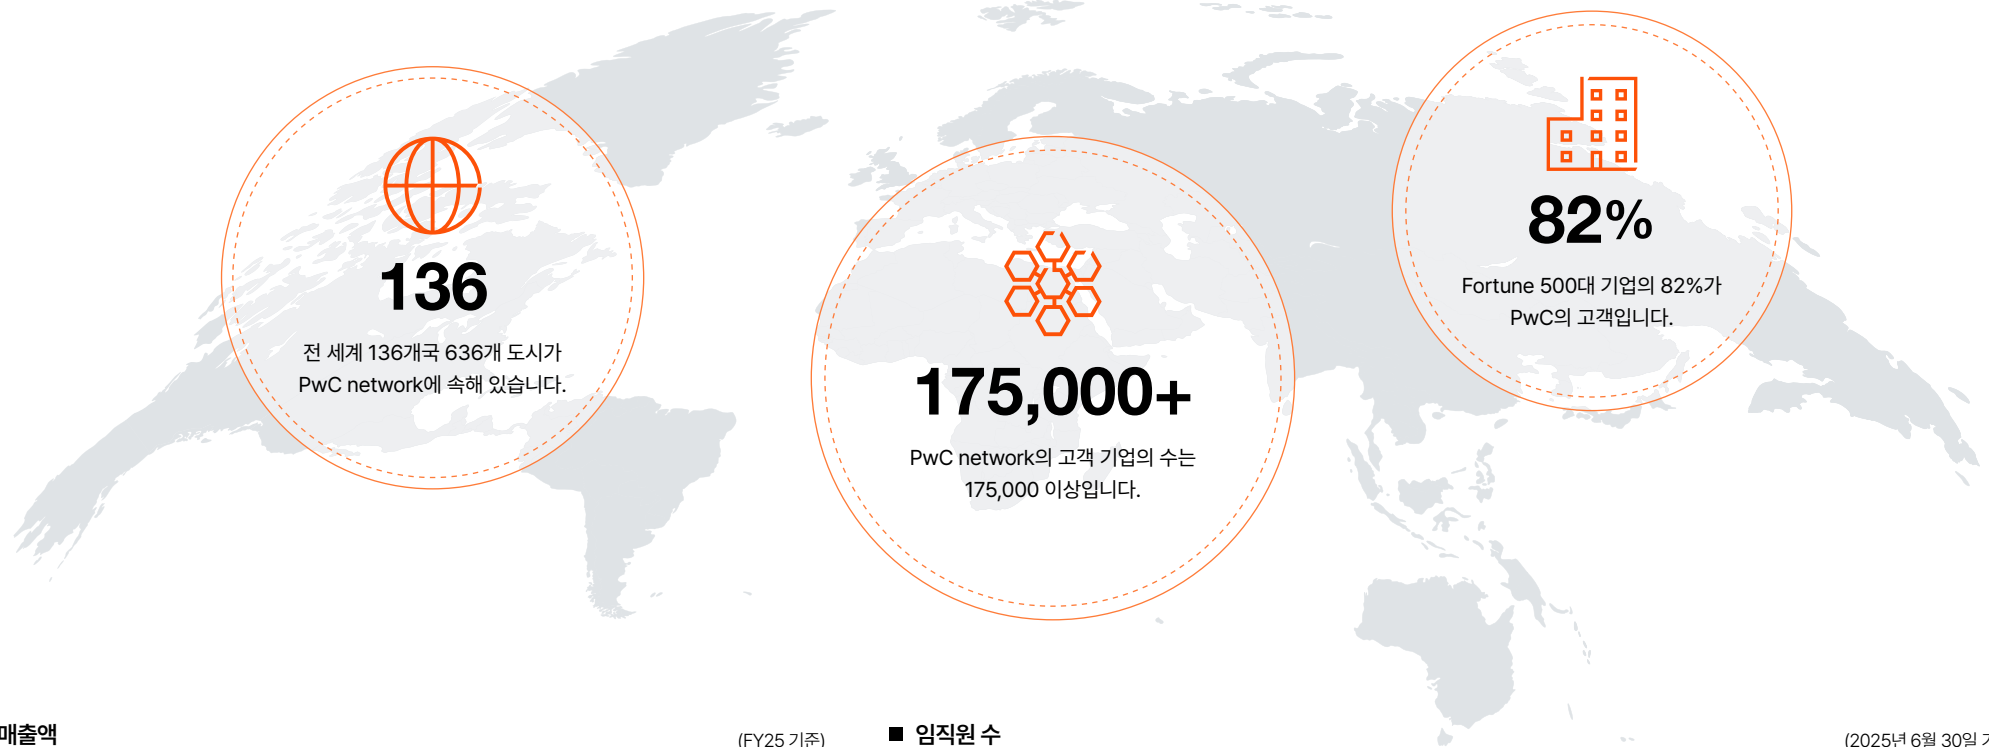 136
전 세계 136개국 636개 도시가
PwC network에 속해 있습니다.
175,000+
PwC network의 고객 기업의 수는
175,000 이상입니다.
82%
Fortune 500대 기업의 82%가
PwC의 고객입니다.
매출액
(FY25 기준)
■ 임직원 수
(2025년 6월 30일